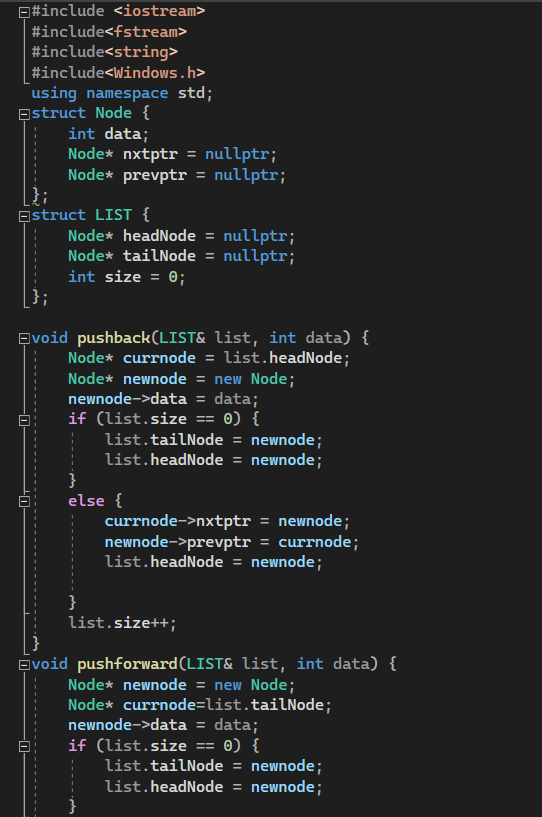 #include <iostream>
#include<fstream>
#include<string>
#include<Windows.h>
using namespace std;
struct Node {
    int data;
    Node* nxtptr = nullptr;
    Node* prevptr = nullptr;
};
struct LIST {
    Node* headNode = nullptr;
    Node* tailNode = nullptr;
    int size = 0;
};

void pushback(LIST& list, int data) {
    Node* currnode = list.headNode;
    Node* newnode = new Node;
    newnode->data = data;
    if (list.size == 0) {
        list.tailNode = newnode;
        list.headNode = newnode;
    }
    else {
        currnode->nxtptr = newnode;
        newnode->prevptr = currnode;
        list.headNode = newnode;

    }
    list.size++;
}
void pushforward(LIST& list, int data) {
    Node* newnode = new Node;
    Node* currnode=list.tailNode;
    newnode->data = data;
    if (list.size == 0) {
        list.tailNode = newnode;
        list.headNode = newnode;
    }